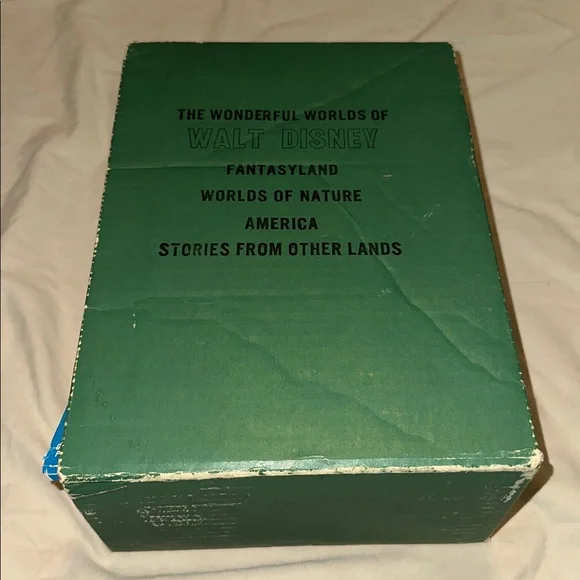 THE WONDERFUL WORLDS OF
WALT DISNEY
FANTASYLAND
WORLDS OF NATURE
AMERICA
STORIES FROM OTHER LANDS